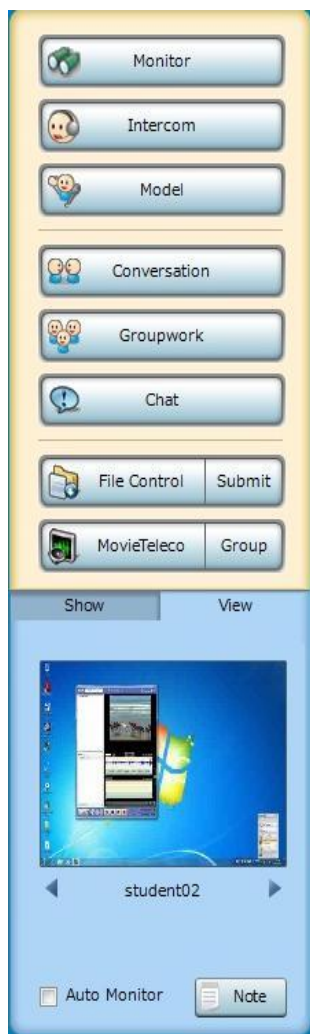 Monitor
Intercom
Model
Conversation
Groupwork
Chat
File Control Submit
MovieTeleco Group
Show View
student02
Auto Monitor Note